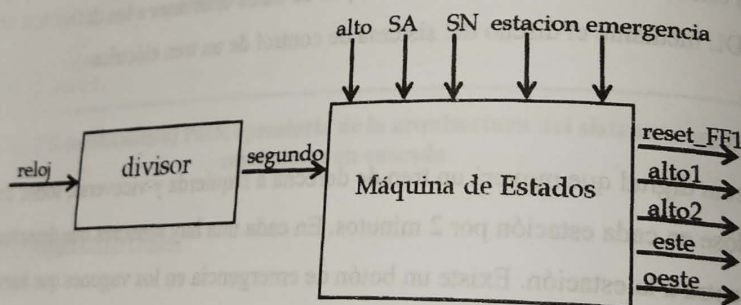 alto SA SN estacion emergencia
reloj
divisor
segundo
Máquina de Estados
reset_FF1
alto1
alto2
este
oeste